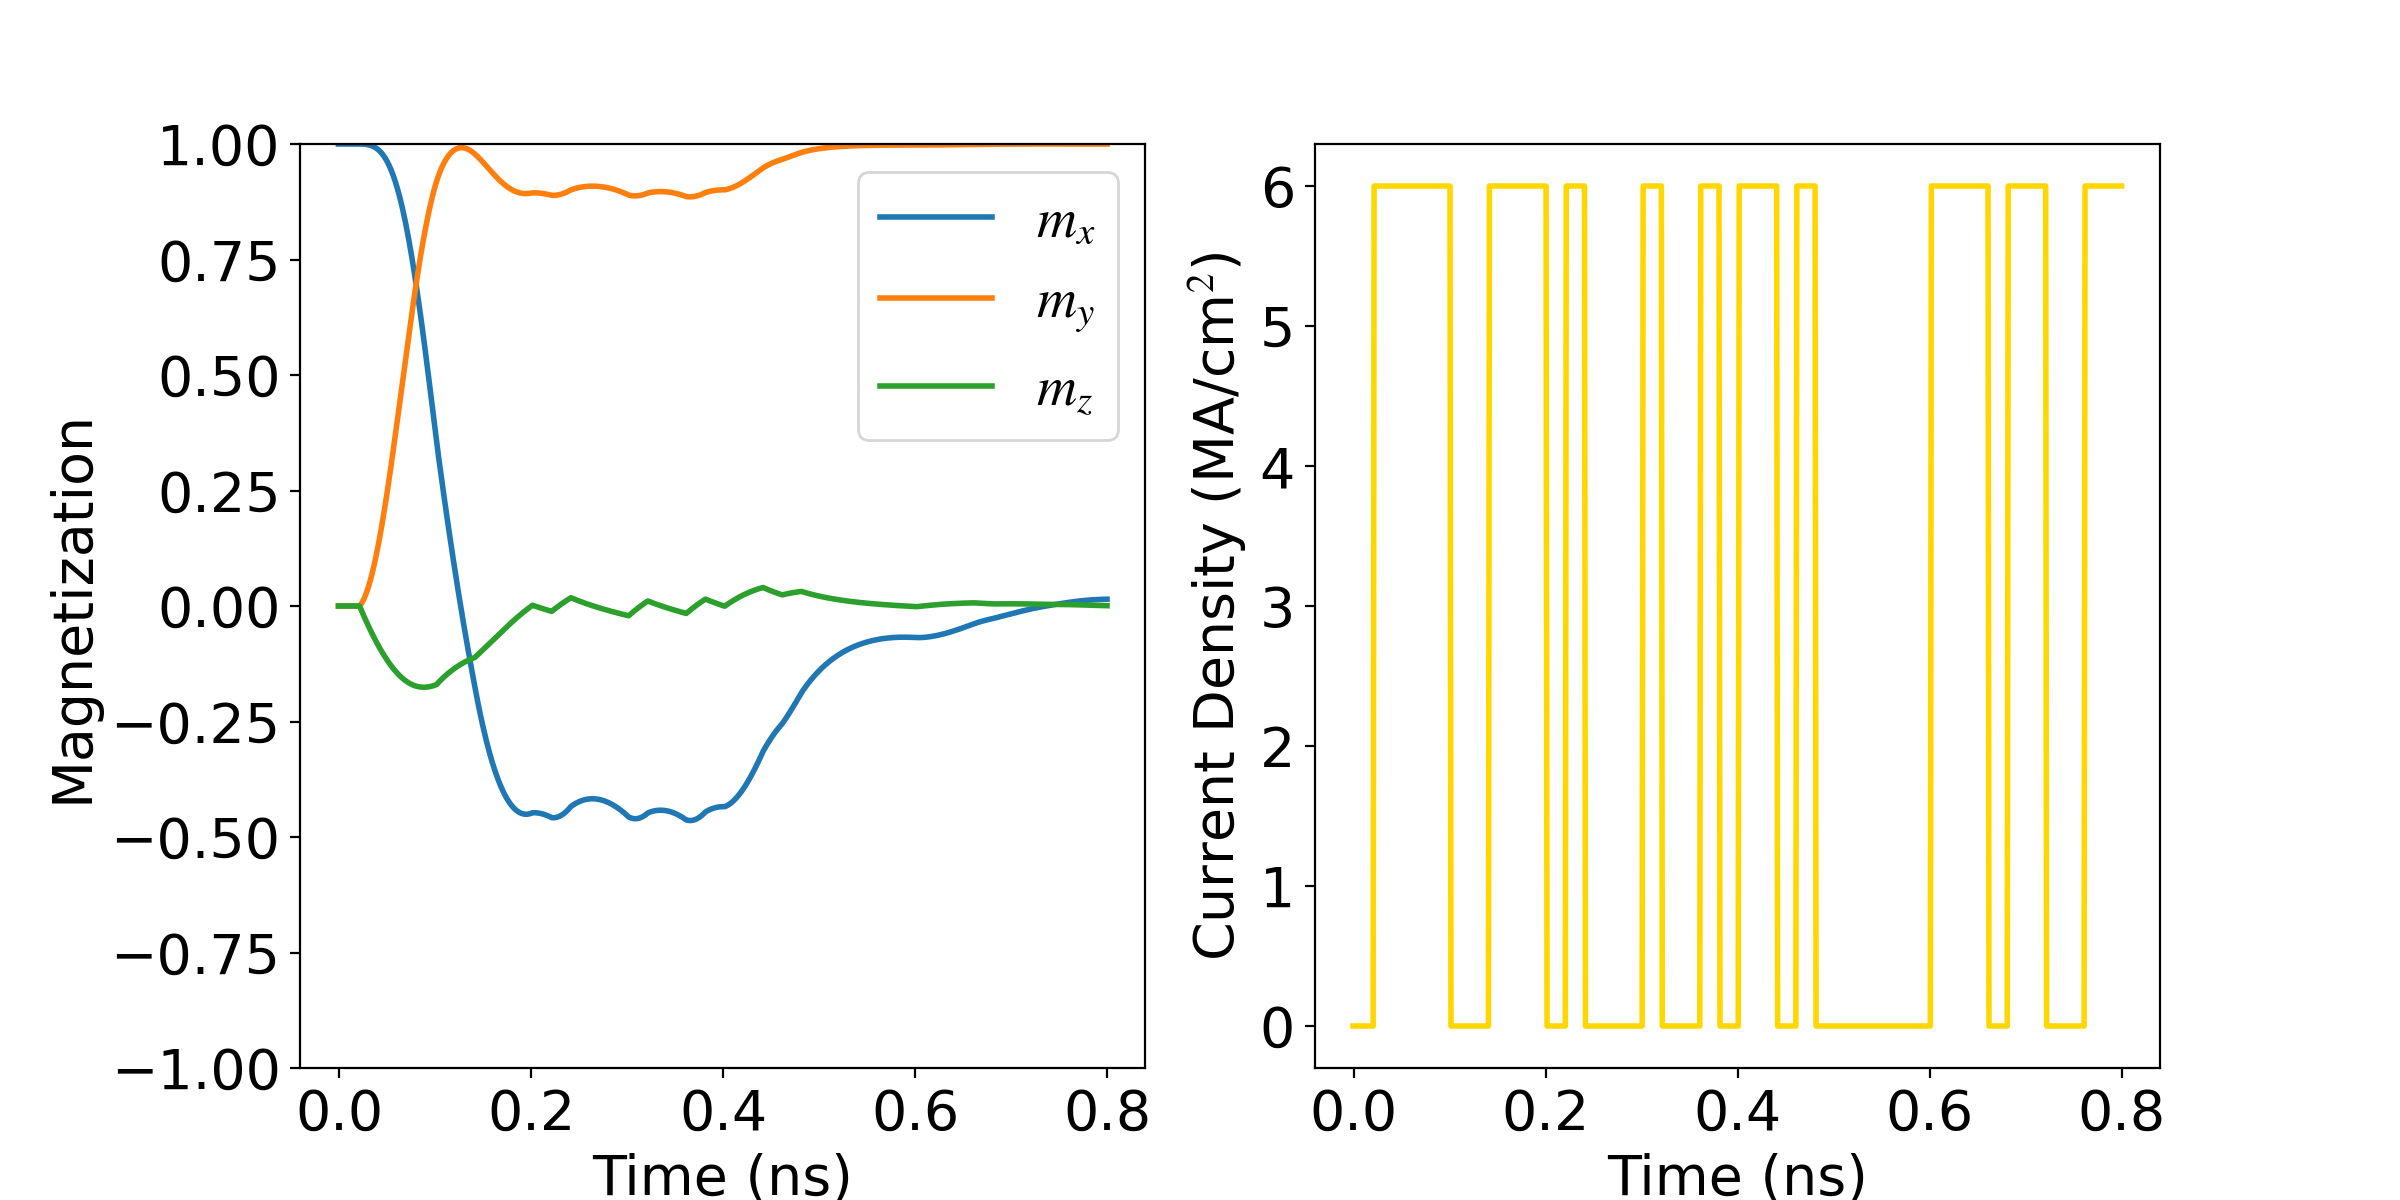 Magnetization
1.00
0.75
0.50
0.25
0.00
−0.25
−0.50
−0.75
−1.00
0.0 0.2 0.4 0.6 0.8
Time (ns)
m_x
m_y
m_z
Current Density (MA/cm²)
6
5
4
3
2
1
0
0.0 0.2 0.4 0.6 0.8
Time (ns)